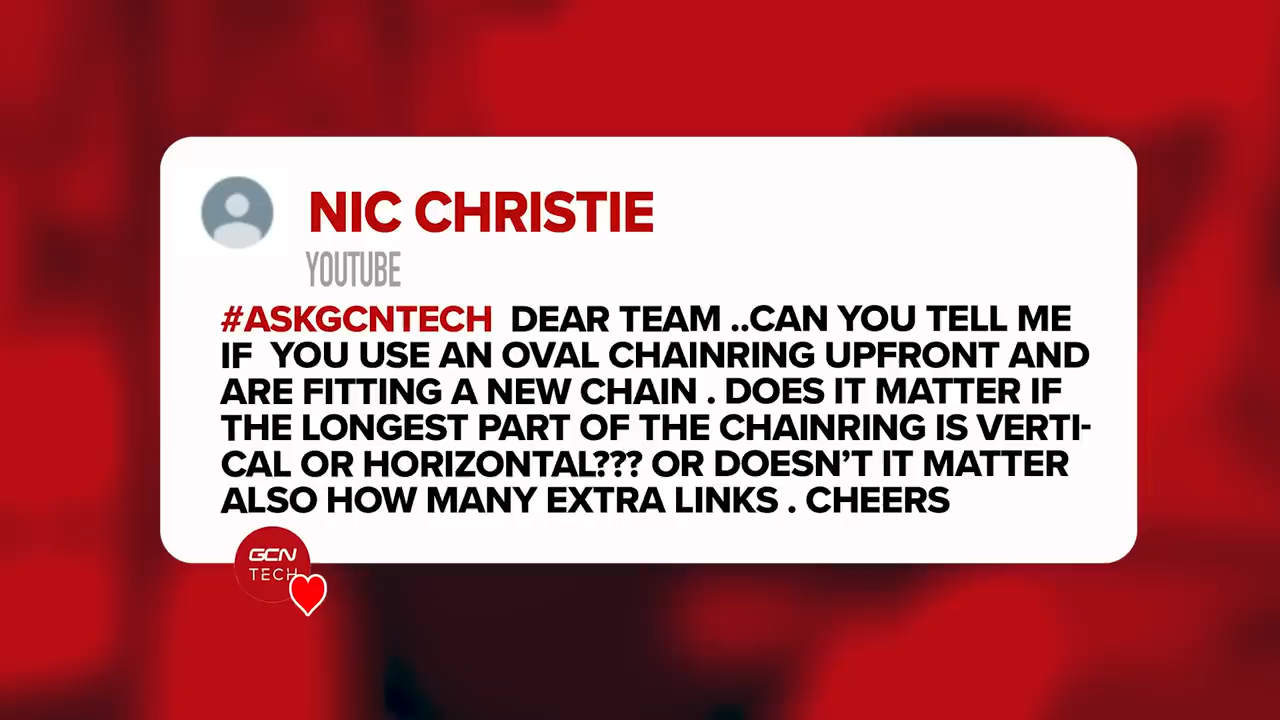 NIC CHRISTIE
YOUTUBE
#ASKGCNTECH DEAR TEAM ..CAN YOU TELL ME
IF YOU USE AN OVAL CHAINRING UPFRONT AND
ARE FITTING A NEW CHAIN . DOES IT MATTER IF
THE LONGEST PART OF THE CHAINRING IS VERTI-
CAL OR HORIZONTAL??? OR DOESN'T IT MATTER
ALSO HOW MANY EXTRA LINKS . CHEERS
GCN
TECH